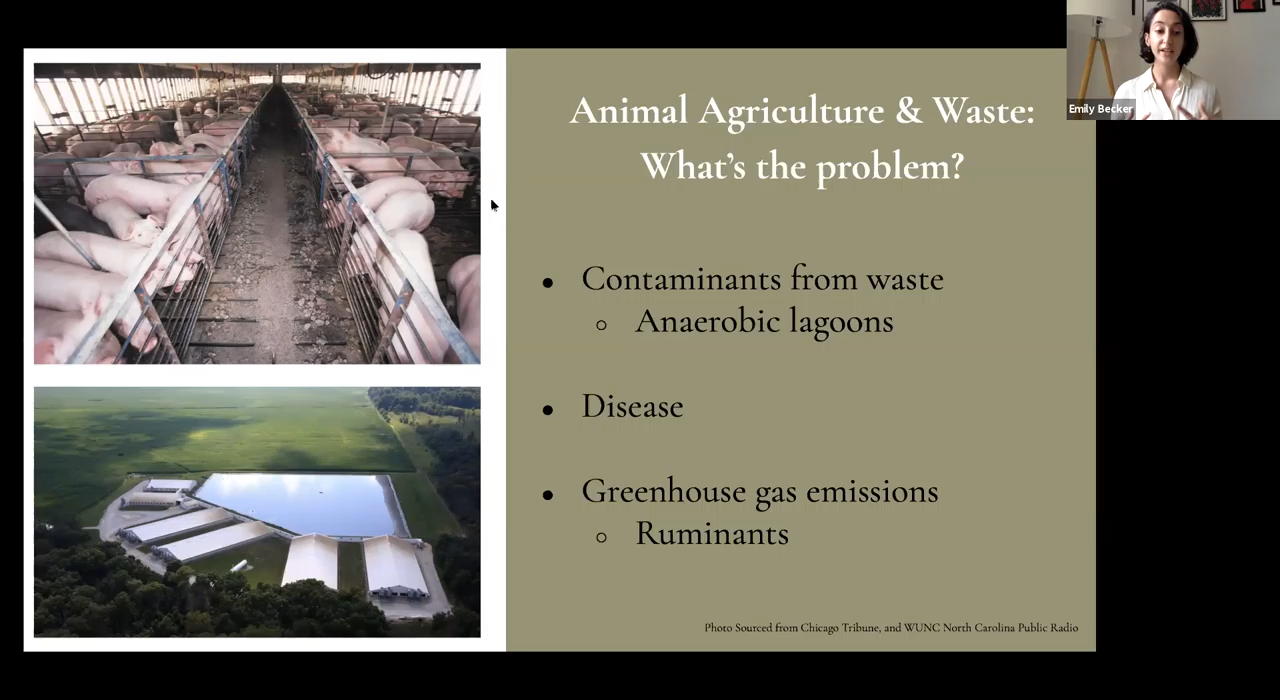 Emily Becker
Animal Agriculture & Waste:
What's the problem?
● Contaminants from waste
○ Anaerobic lagoons
● Disease
● Greenhouse gas emissions
○ Ruminants
Photo Sourced from Chicago Tribune, and WUNC North Carolina Public Radio